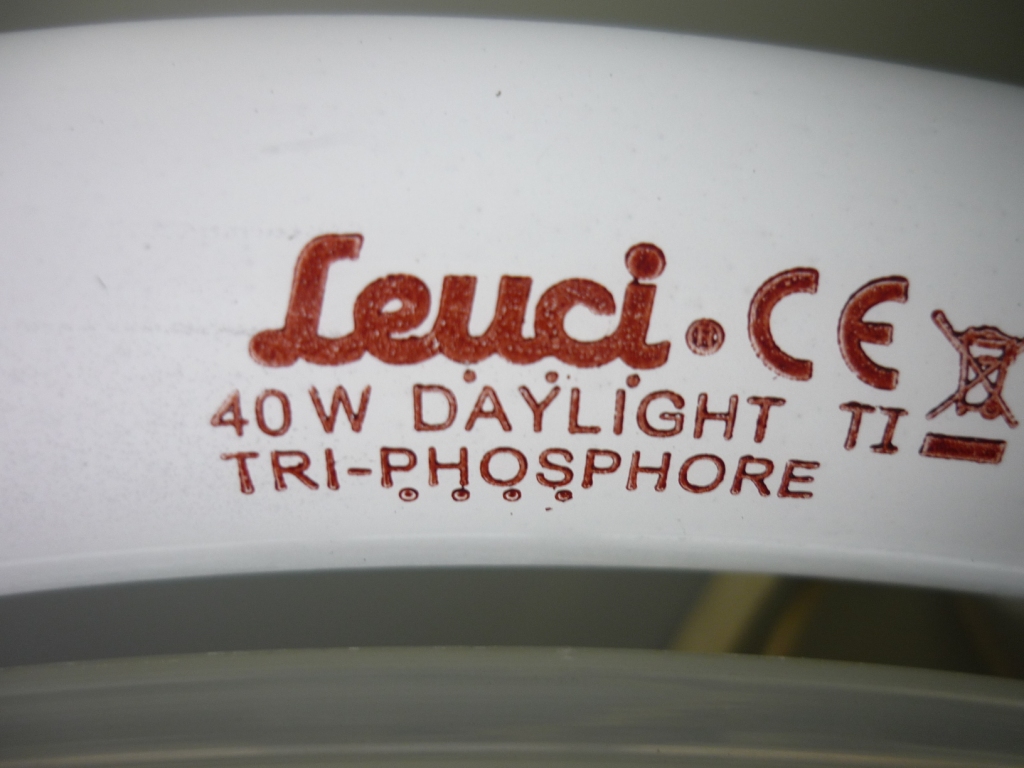 Leuci ® CE
40W DAYLIGHT TI
TRI-PHOSPHORE